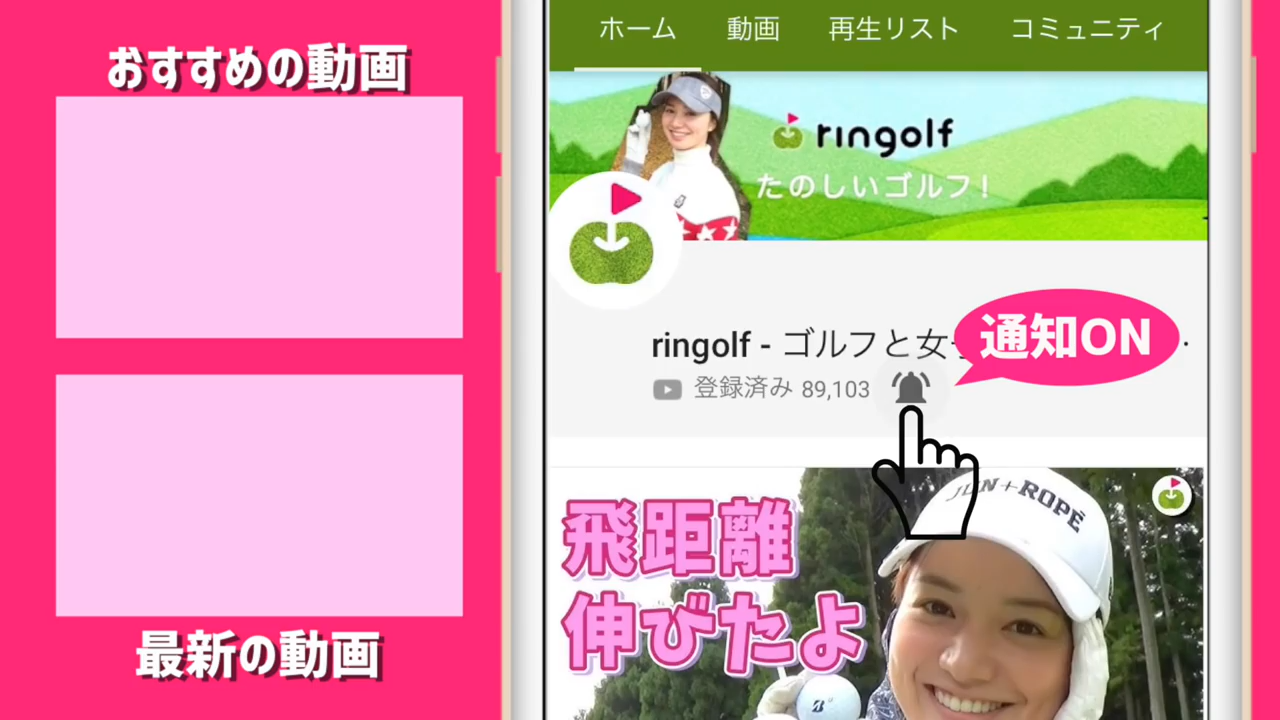 おすすめの動画
最新の動画
ホーム 動画 再生リスト コミュニティ
ringolf
たのしいゴルフ!
ringolf - ゴルフと女
通知ON
登録済み 89,103
飛距離
伸びたよ
JUN+ROPÉ
B